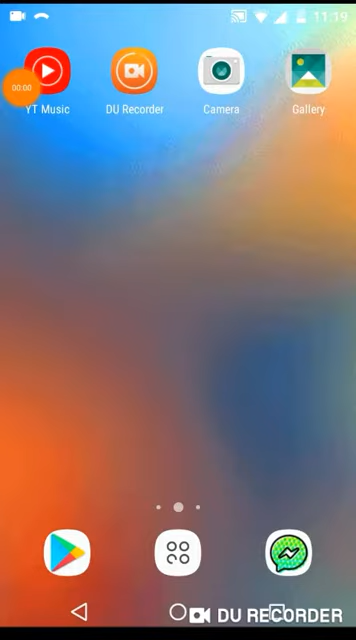 11:19
00:00
YT Music
DU Recorder
Camera
Gallery
DU RECORDER